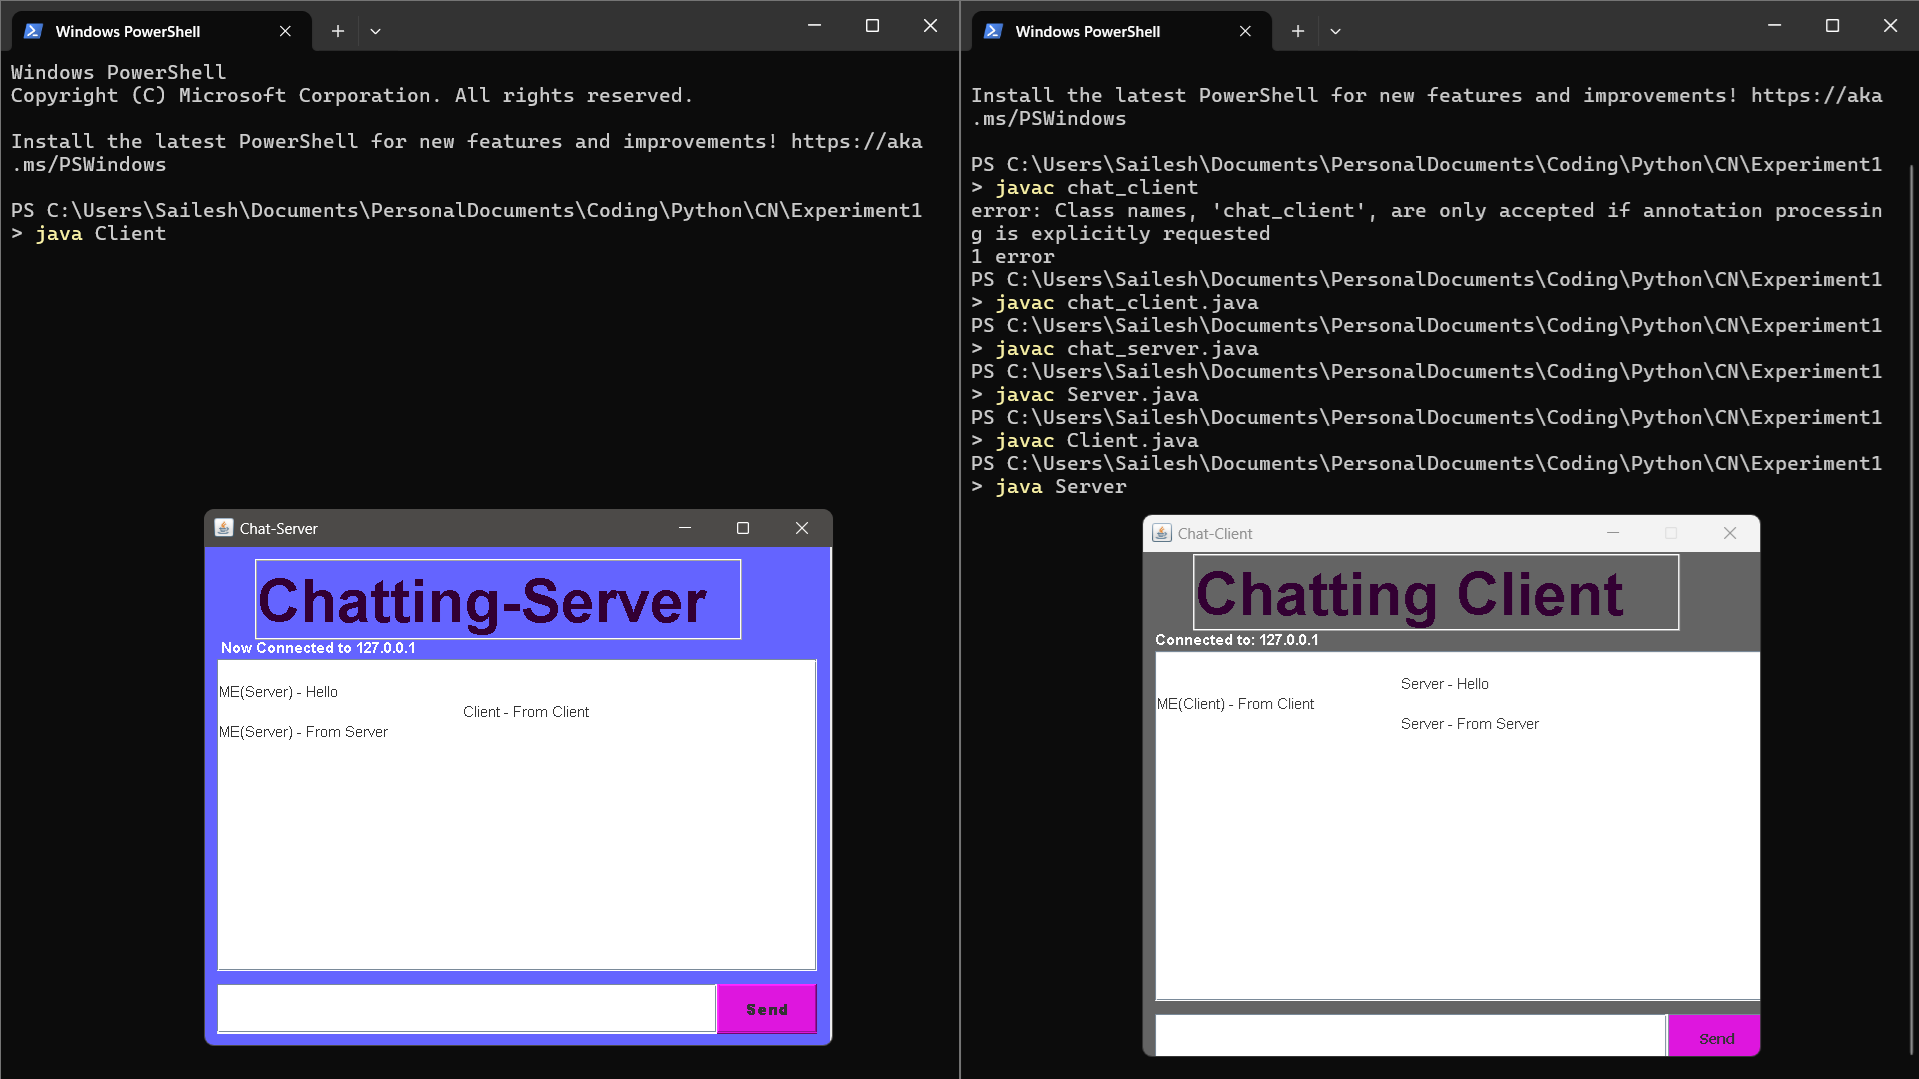 Windows PowerShell
Windows PowerShell
Copyright (C) Microsoft Corporation. All rights reserved.
Install the latest PowerShell for new features and improvements! https://aka
.ms/PSWindows
PS C:\Users\Sailesh\Documents\PersonalDocuments\Coding\Python\CN\Experiment1
> java Client
Chat-Server
Chatting-Server
Now Connected to 127.0.0.1
ME(Server) - Hello
Client - From Client
ME(Server) - From Server
Send
Windows PowerShell
Install the latest PowerShell for new features and improvements! https://aka
.ms/PSWindows
PS C:\Users\Sailesh\Documents\PersonalDocuments\Coding\Python\CN\Experiment1
> javac chat_client
error: Class names, 'chat_client', are only accepted if annotation processin
g is explicitly requested
1 error
PS C:\Users\Sailesh\Documents\PersonalDocuments\Coding\Python\CN\Experiment1
> javac chat_client.java
PS C:\Users\Sailesh\Documents\PersonalDocuments\Coding\Python\CN\Experiment1
> javac chat_server.java
PS C:\Users\Sailesh\Documents\PersonalDocuments\Coding\Python\CN\Experiment1
> javac Server.java
PS C:\Users\Sailesh\Documents\PersonalDocuments\Coding\Python\CN\Experiment1
> javac Client.java
PS C:\Users\Sailesh\Documents\PersonalDocuments\Coding\Python\CN\Experiment1
> java Server
Chat-Client
Chatting Client
Connected to: 127.0.0.1
Server - Hello
ME(Client) - From Client
Server - From Server
Send